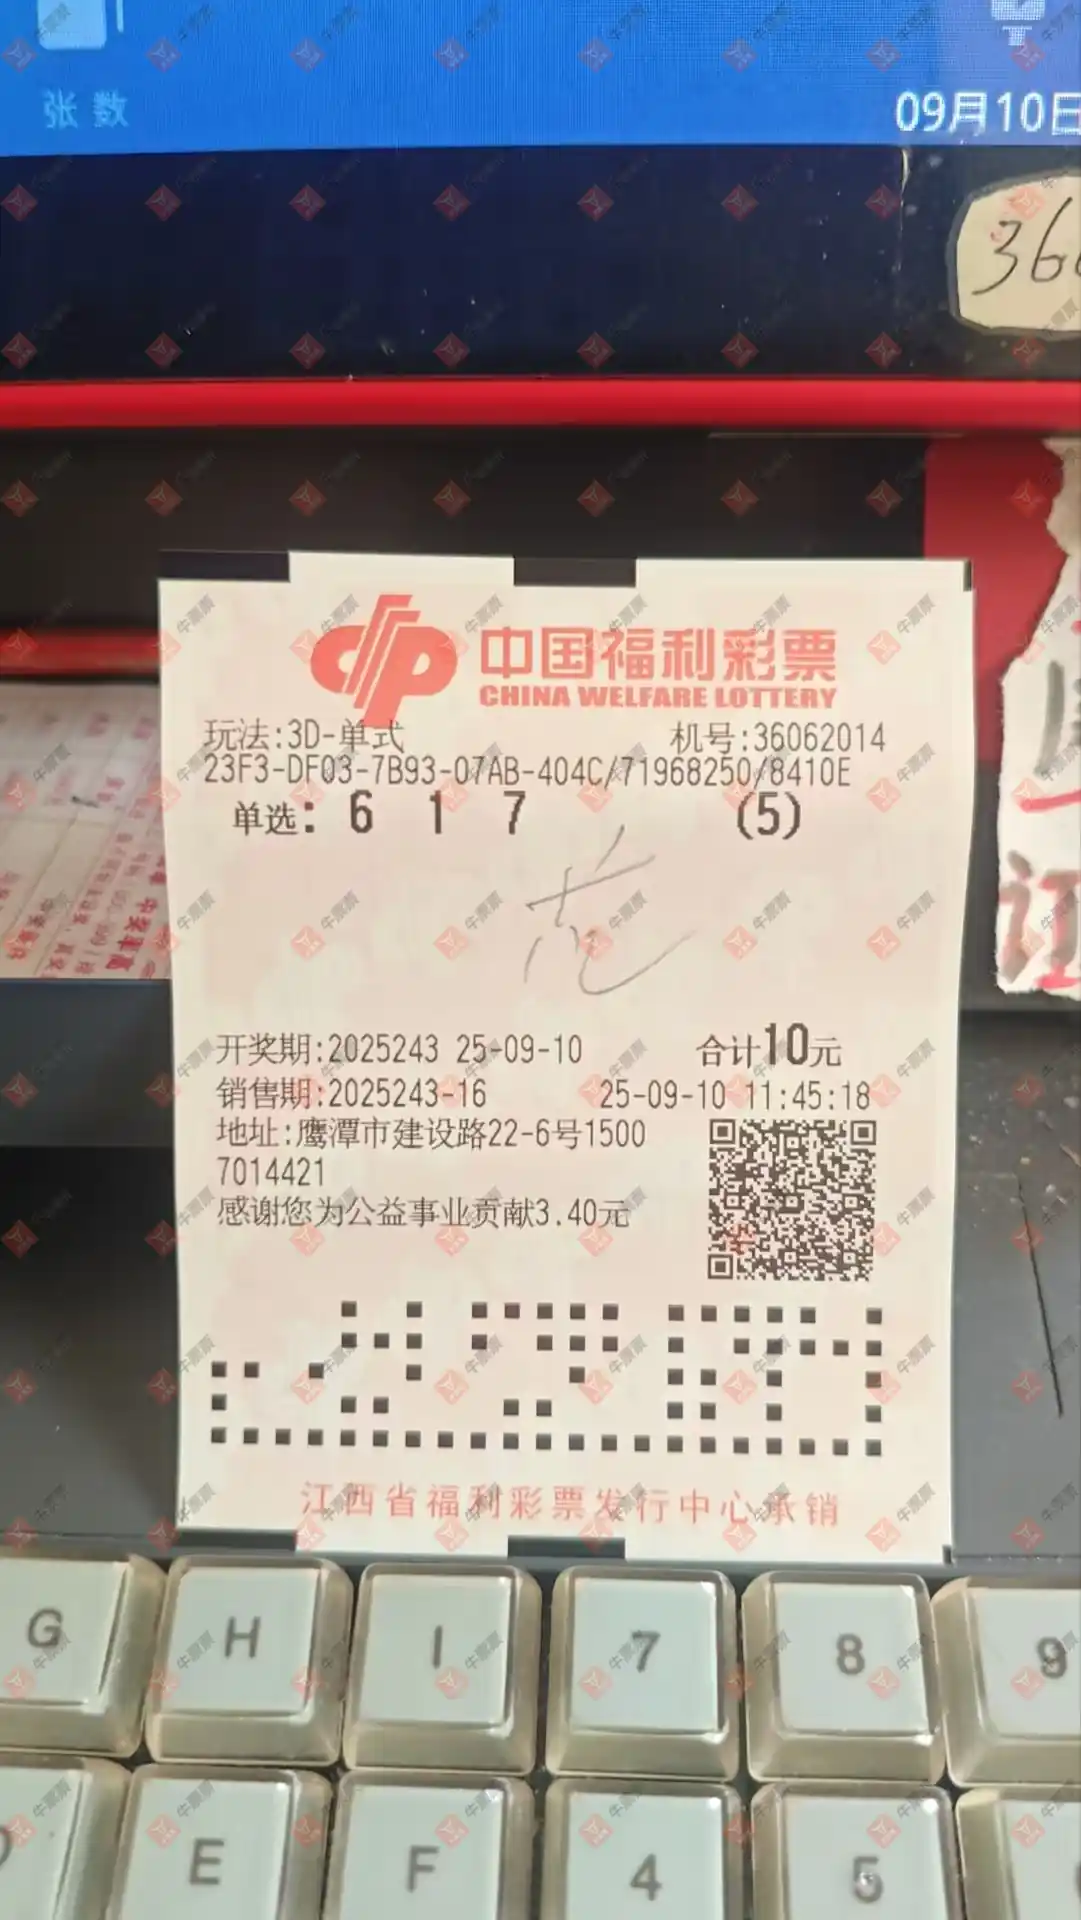 张数
09月10日
36
中国福利彩票
CHINA WELFARE LOTTERY
玩法:3D-单式 机号:36062014
23F3-DF03-7B93-07AB-404C/71968250/8410E
单选: 6 1 7 (5)
开奖期:2025243 25-09-10 合计10元
销售期:2025243-16 25-09-10 11:45:18
地址:鹰潭市建设路22-6号1500
7014421
感谢您为公益事业贡献3.40元
江西省福利彩票发行中心承销
G H I 7 8 9
E F 4 5
牛票票